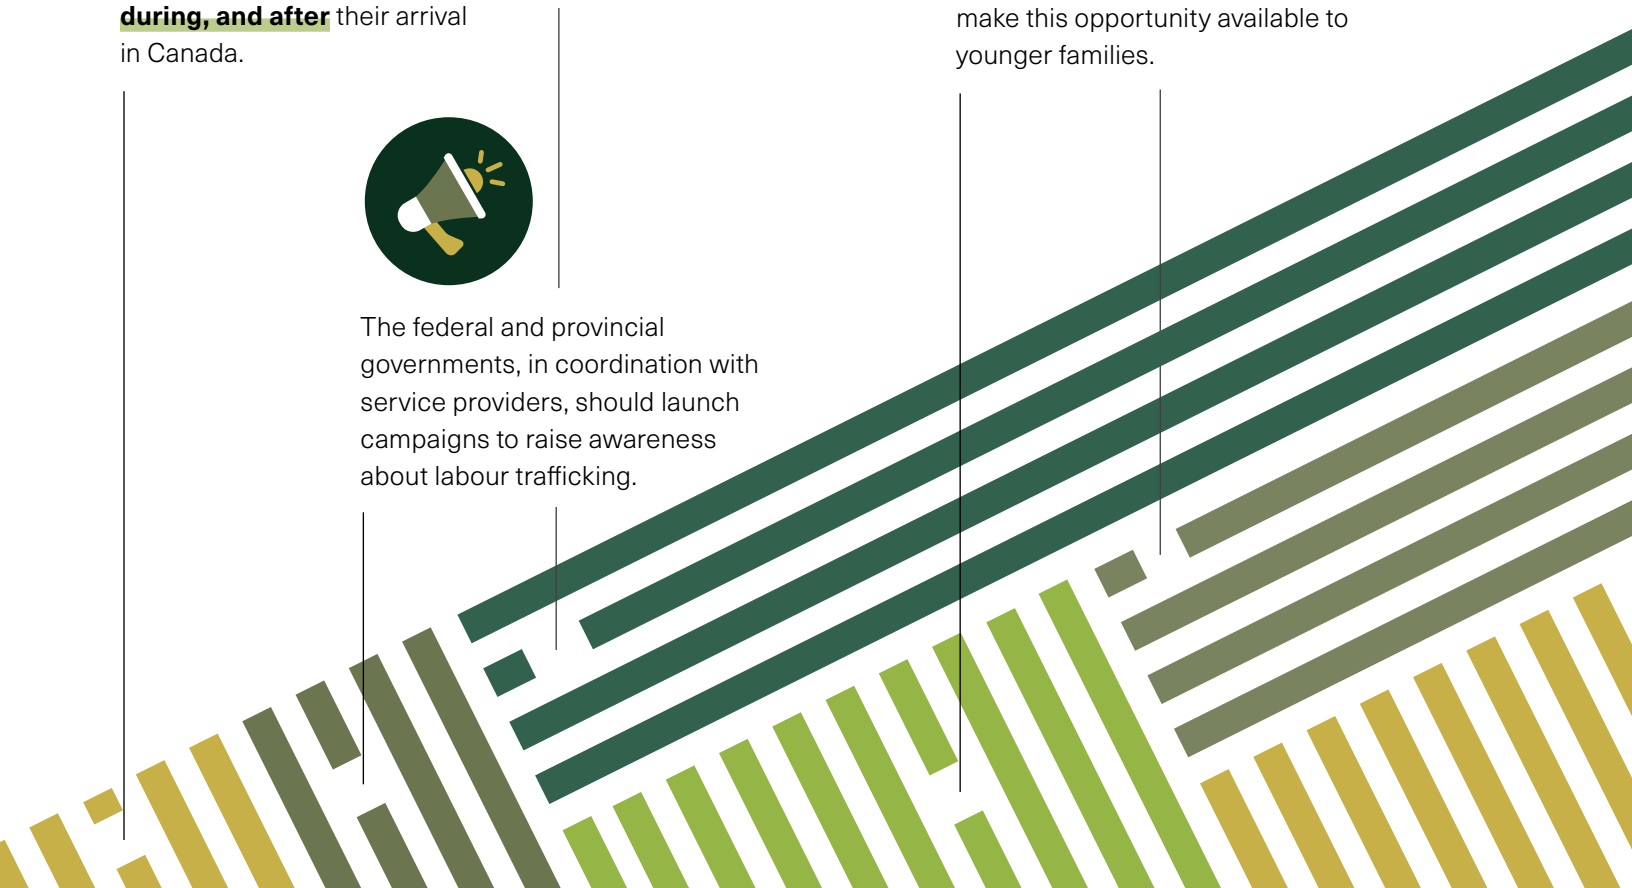 during, and after their arrival
in Canada.
The federal and provincial
governments, in coordination with
service providers, should launch
campaigns to raise awareness
about labour trafficking.
make this opportunity available to
younger families.